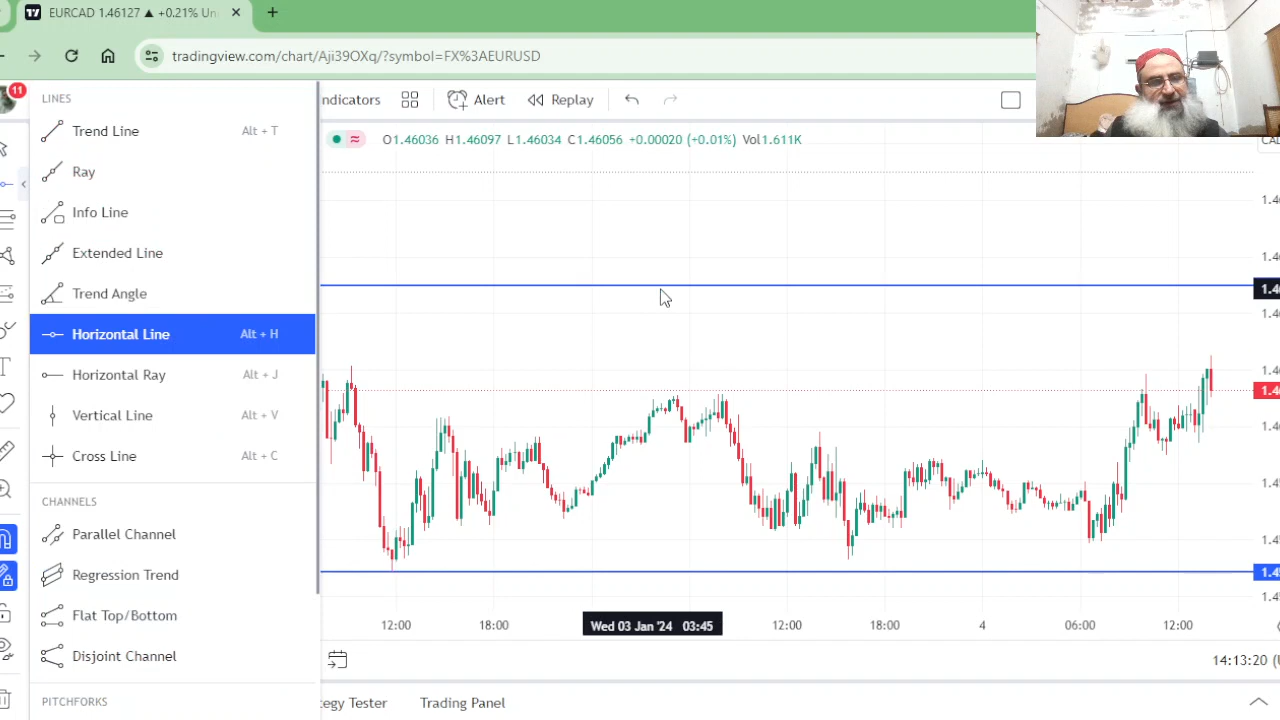 EURCAD 1.46127 ▲ +0.21%
tradingview.com/chart/Aji39OXq/?symbol=FX%3AEURUSD
11
Alert
Replay
LINES
Trend Line Alt + T
Ray
Info Line
Extended Line
Trend Angle
Horizontal Line Alt + H
Horizontal Ray Alt + J
Vertical Line Alt + V
Cross Line Alt + C
CHANNELS
Parallel Channel
Regression Trend
Flat Top/Bottom
Disjoint Channel
PITCHFORKS
O1.46036 H1.46097 L1.46034 C1.46056 +0.00020 (+0.01%) Vol1.611K
12:00 18:00 Wed 03 Jan '24 03:45 12:00 18:00 4 06:00 12:00
14:13:20
Tester
Trading Panel